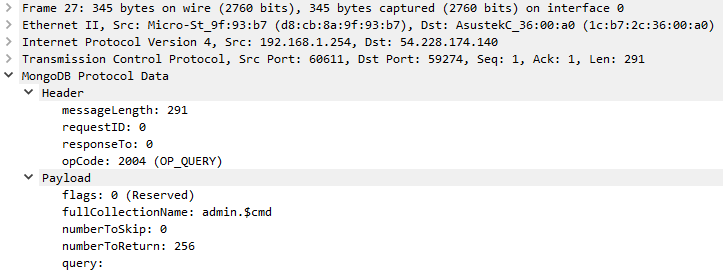 Frame 27: 345 bytes on wire (2760 bits), 345 bytes captured (2760 bits) on interface 0
Ethernet II, Src: Micro-St_9f:93:b7 (d8:cb:8a:9f:93:b7), Dst: AsustekC_36:00:a0 (1c:b7:2c:36:00:a0)
Internet Protocol Version 4, Src: 192.168.1.254, Dst: 54.228.174.140
Transmission Control Protocol, Src Port: 60611, Dst Port: 59274, Seq: 1, Ack: 1, Len: 291
MongoDB Protocol Data
Header
messageLength: 291
requestID: 0
responseTo: 0
opCode: 2004 (OP_QUERY)
Payload
flags: 0 (Reserved)
fullCollectionName: admin.$cmd
numberToSkip: 0
numberToReturn: 256
query: